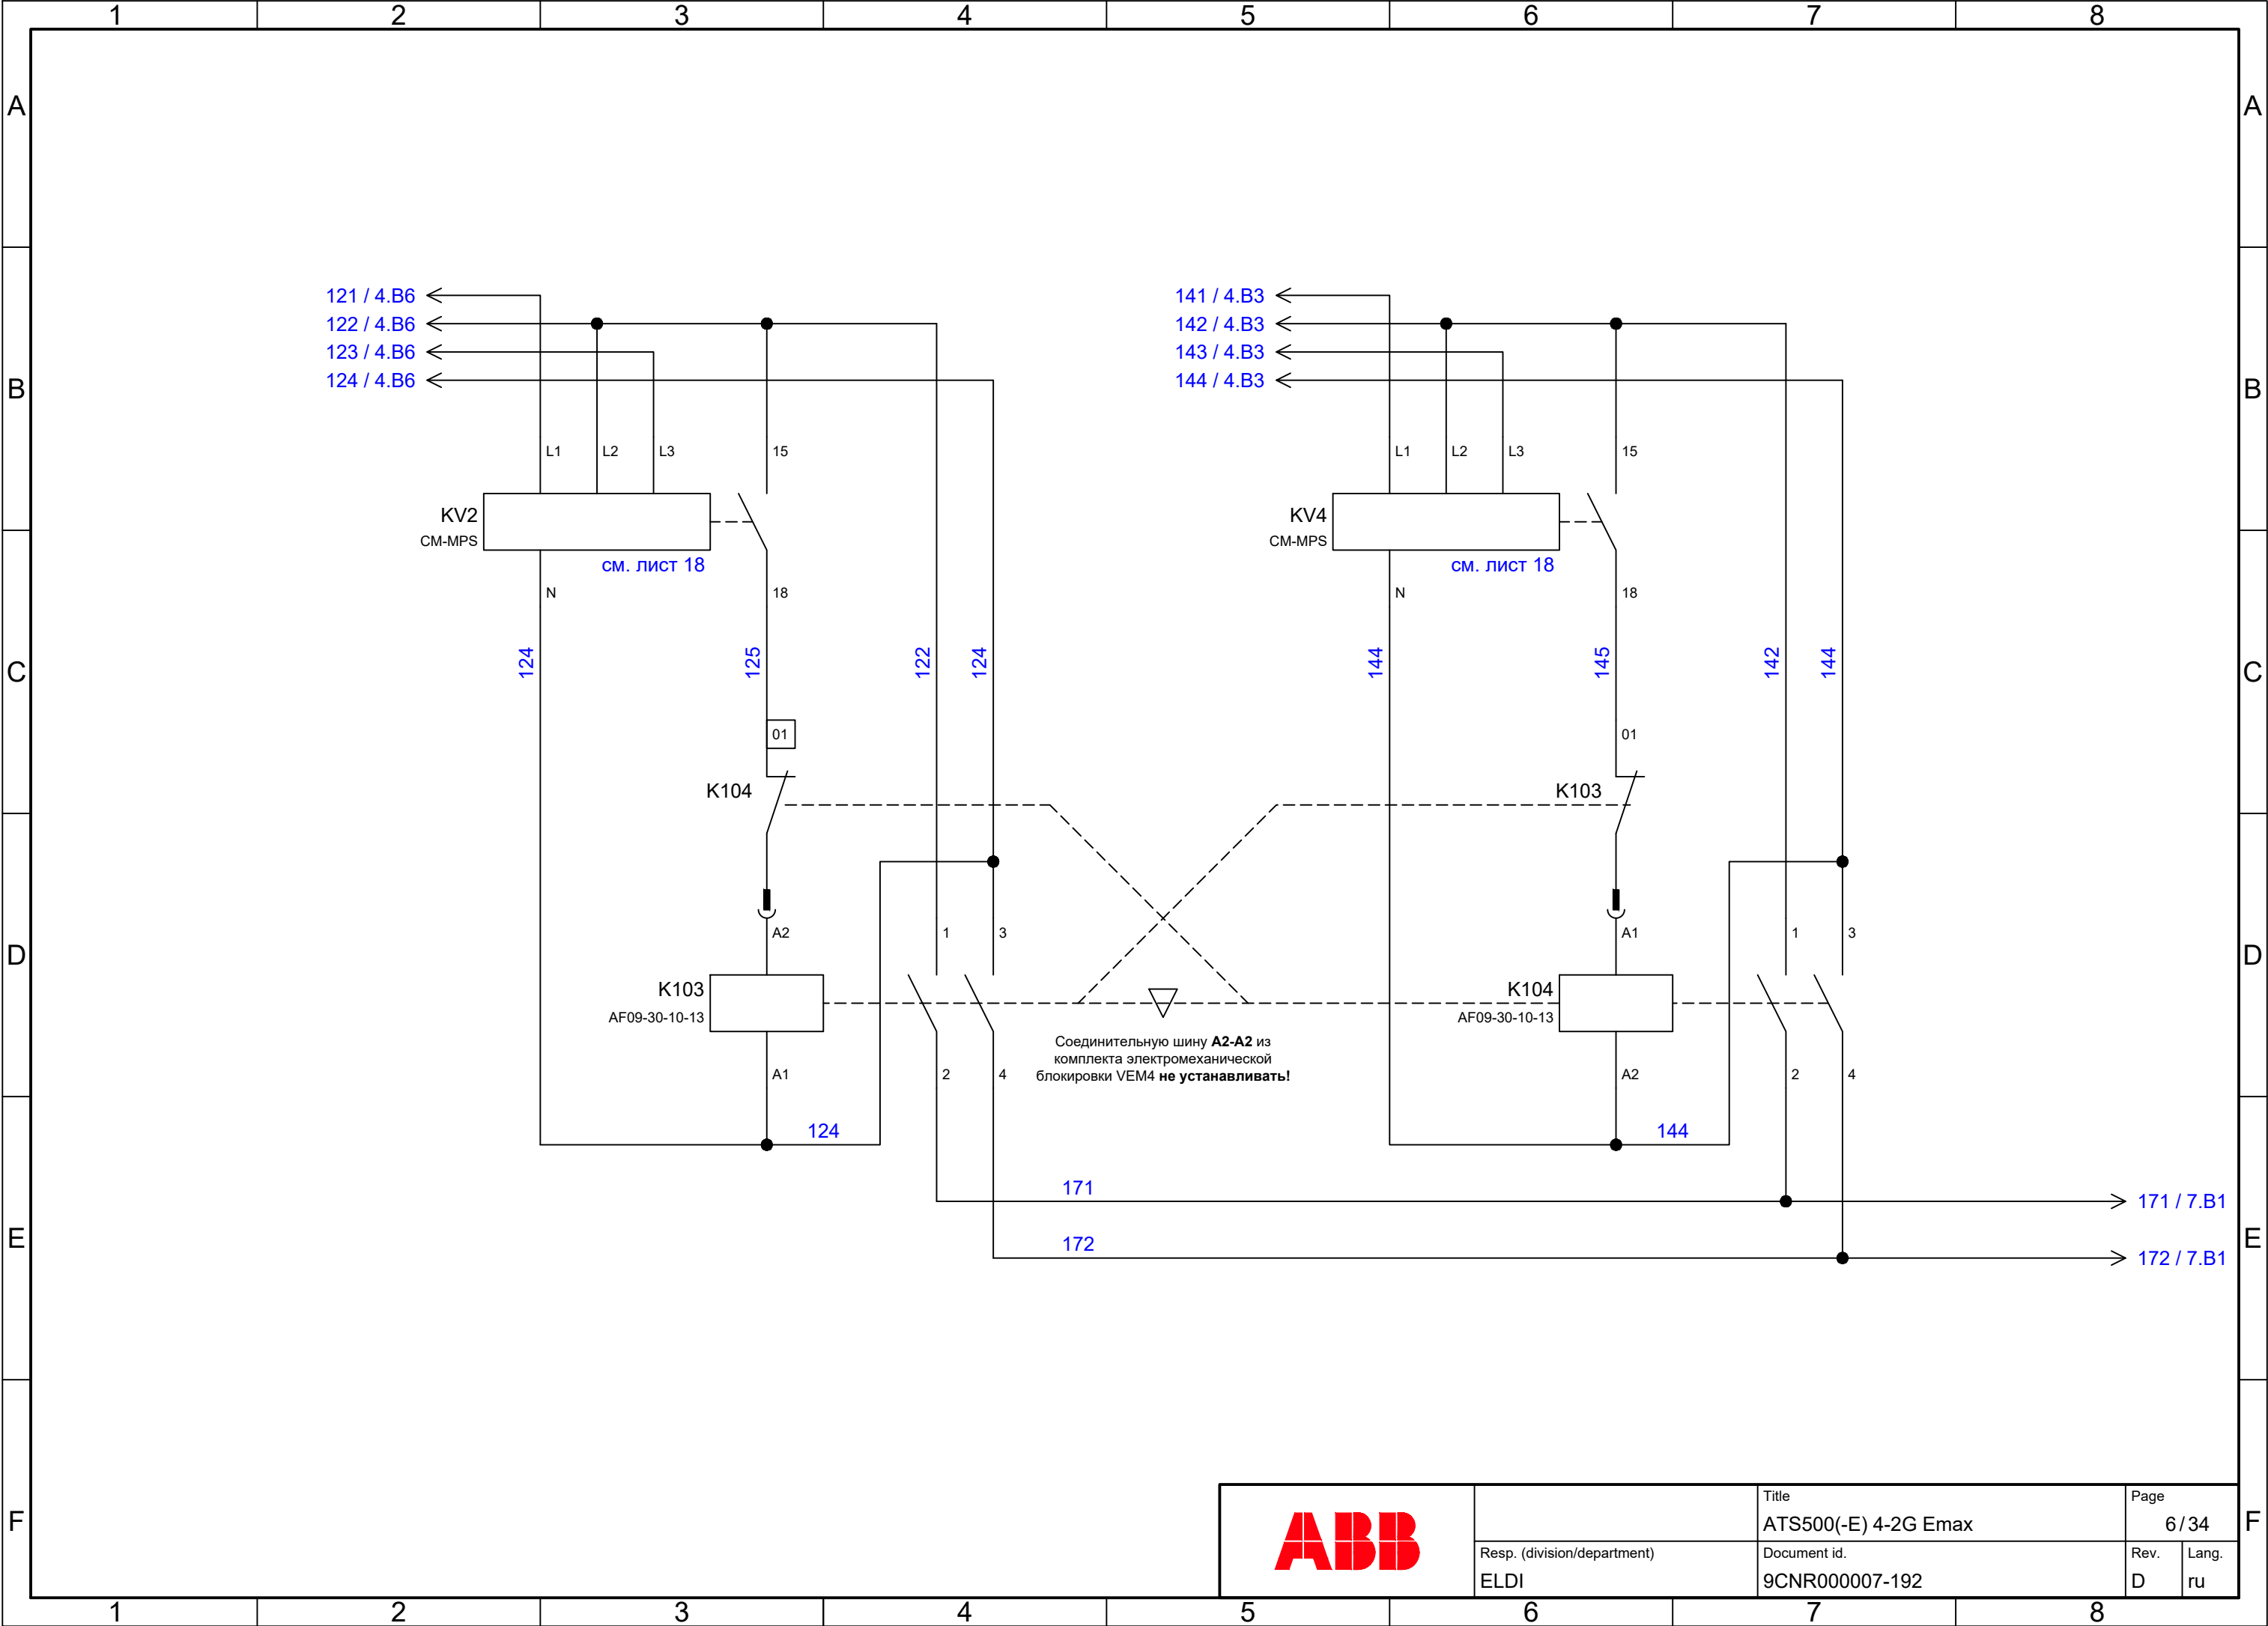 1 2 3 4 5 6 7 8
A A
121 / 4.B6 141 / 4.B3
122 / 4.B6 142 / 4.B3
123 / 4.B6 143 / 4.B3
B B
124 / 4.B6 144 / 4.B3
L1 L2 L3 15 L1 L2 L3 15
KV2 KV4
CM-MPS CM-MPS
см. лист 18 см. лист 18
N 18 N 18
124 125 122 124 144 145 142 144
C C
01 01
K104 K103
A2 1 3 A1 1 3
D D
K103 K104
AF09-30-10-13 AF09-30-10-13
Соединительную шину A2-A2 из
комплекта электромеханической
блокировки VEM4 не устанавливать!
A1 2 4 A2 2 4
124 144
171 171 / 7.B1
E E
172 172 / 7.B1
F F
ABB
Title
ATS500(-E) 4-2G Emax
Page
6 / 34
Resp. (division/department)
ELDI
Document id.
9CNR000007-192
Rev.
D
Lang.
ru
1 2 3 4 5 6 7 8